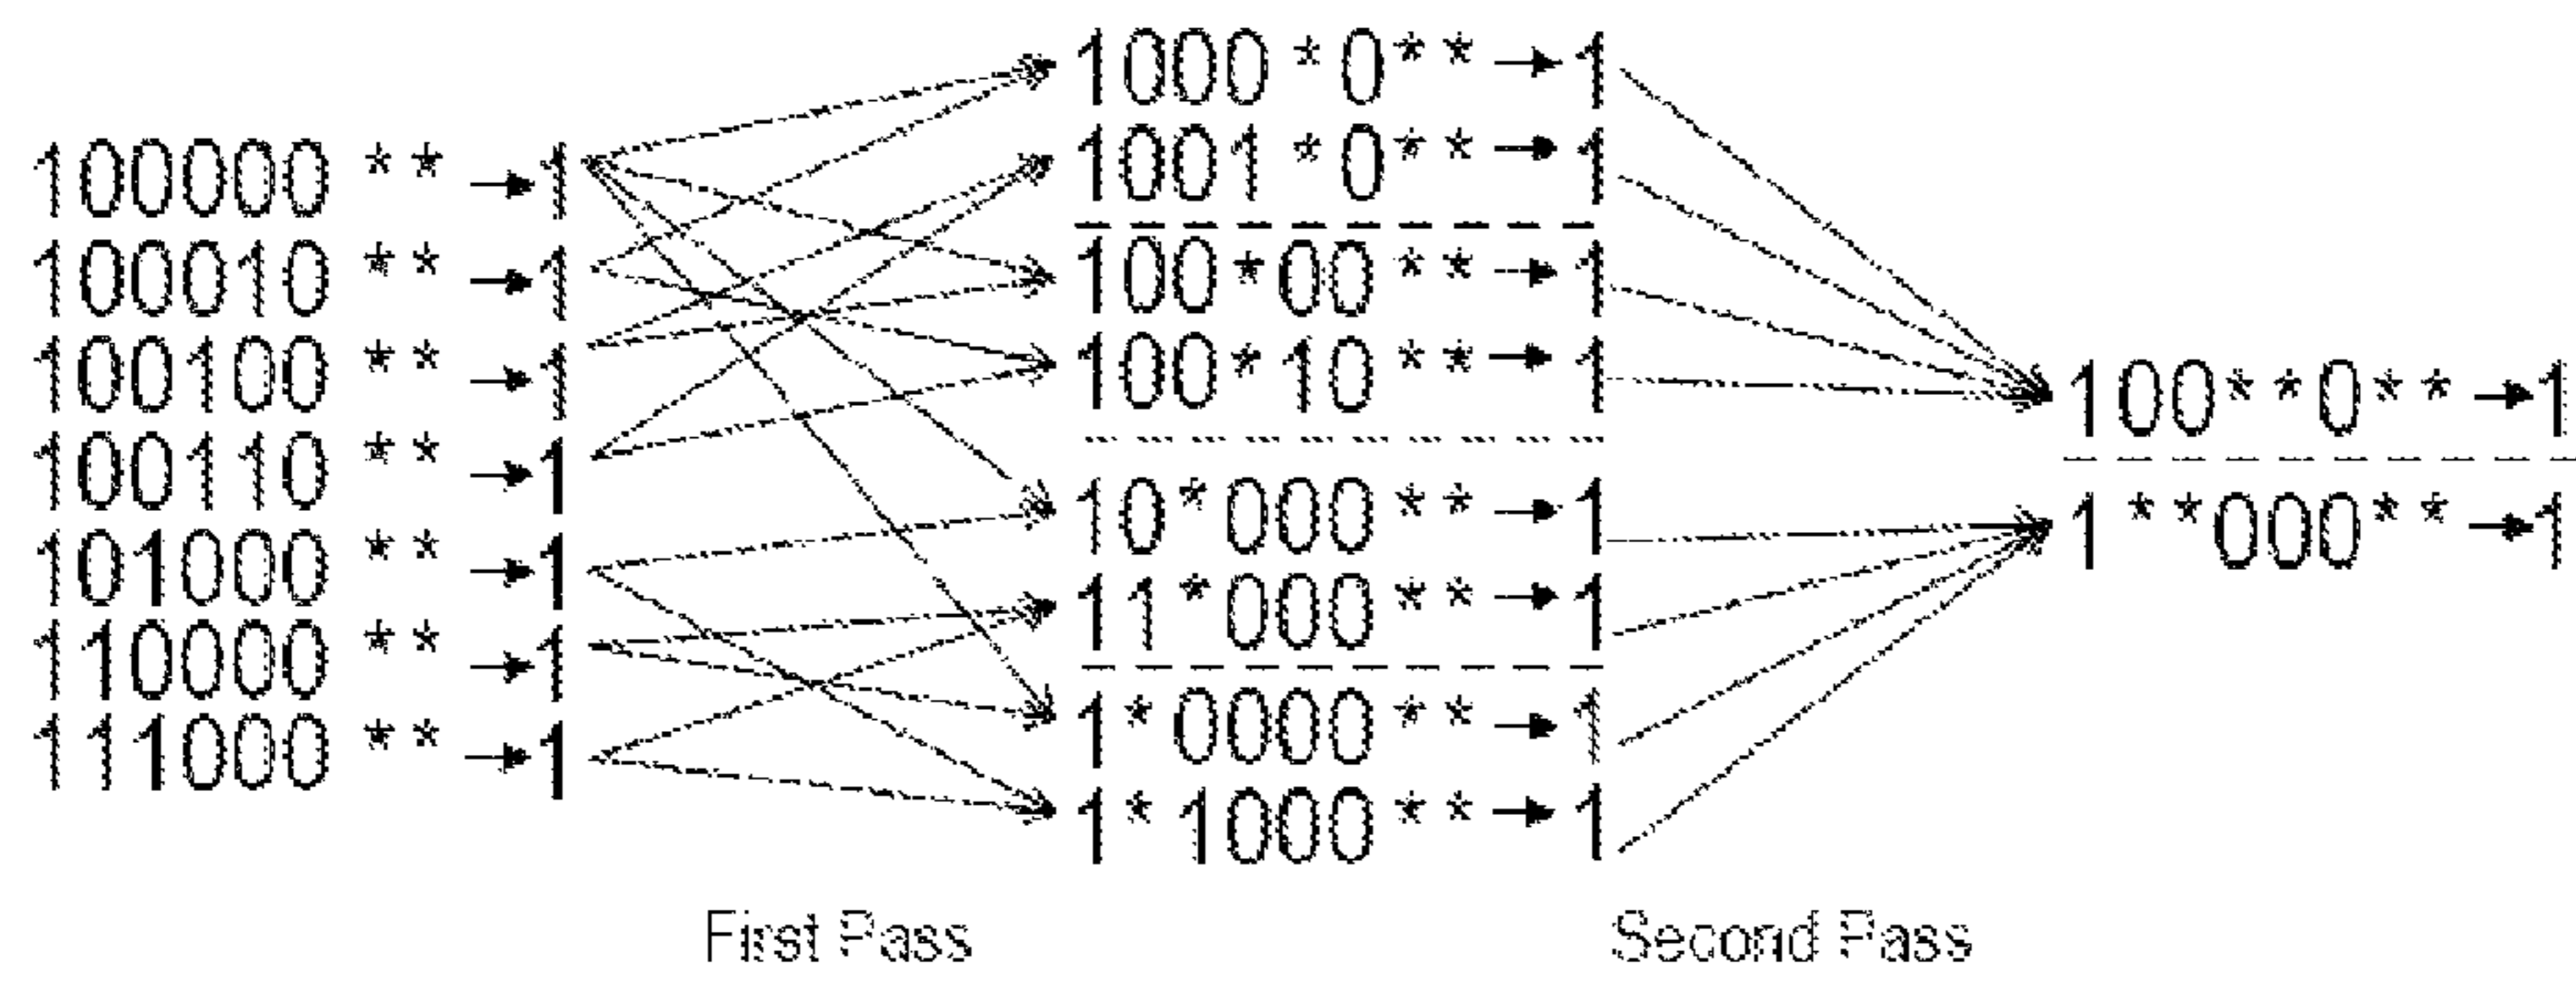 100000 ** → 1
100010 ** → 1
100100 ** → 1
100110 ** → 1
101000 ** → 1
110000 ** → 1
111000 ** → 1
First Pass
1000*0** → 1
1001*0** → 1
100*00** → 1
100*10** → 1
10*000** → 1
11*000** → 1
1*0000** → 1
1*1000** → 1
Second Pass
100**0** → 1
1**000** → 1